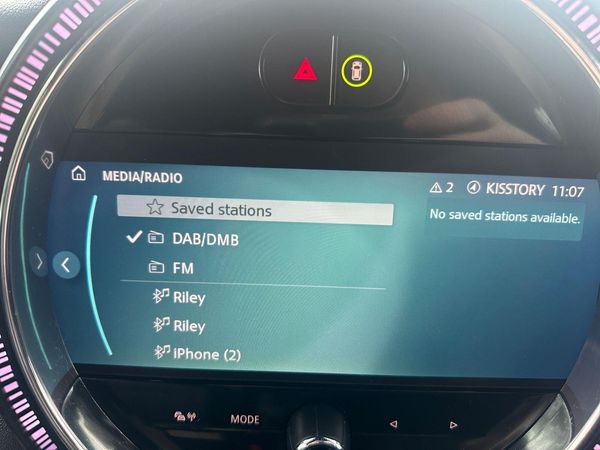 MEDIA/RADIO
2 KISSTORY 11:07
Saved stations
No saved stations available.
DAB/DMB
FM
Riley
Riley
iPhone (2)
MODE